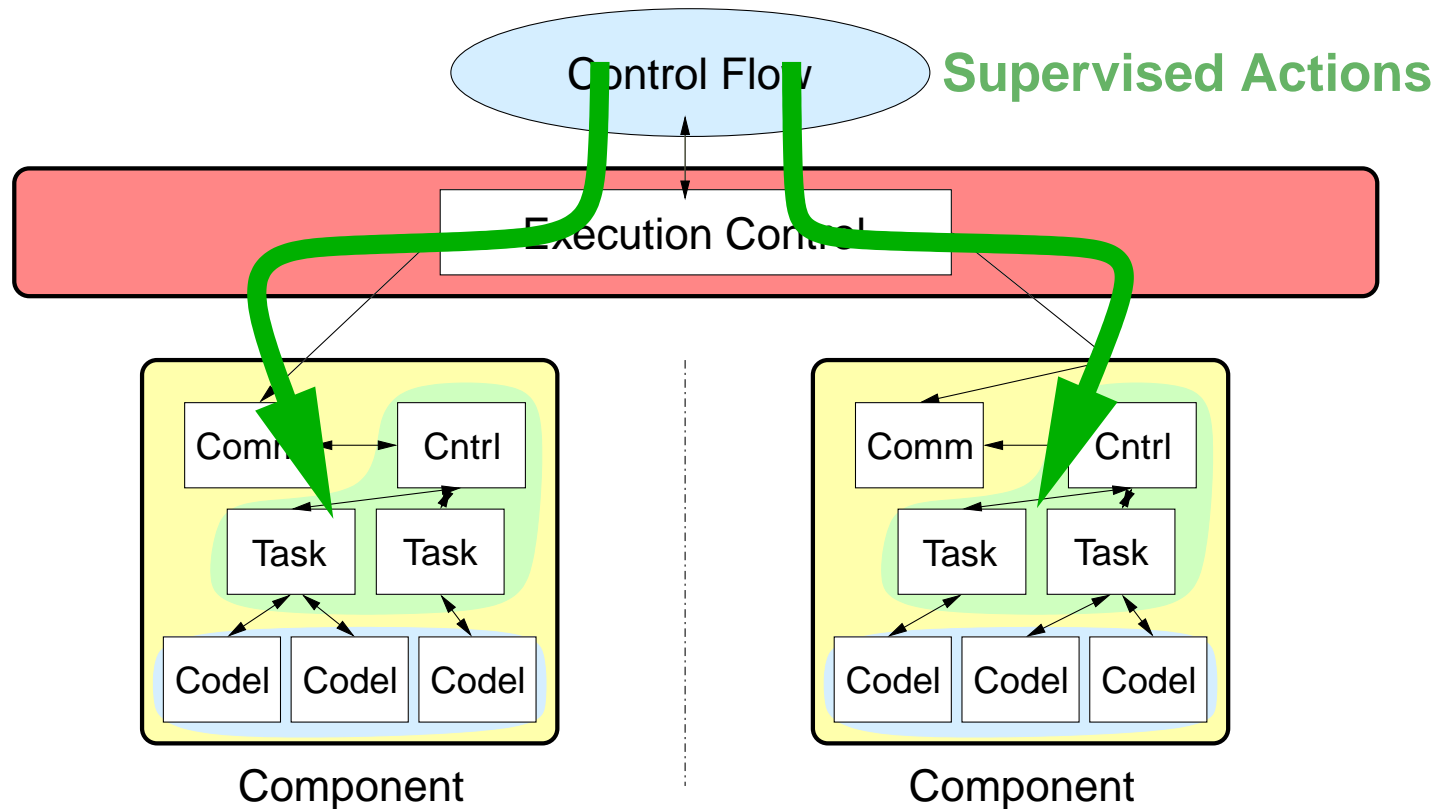 Control Flow
Supervised Actions
Execution Control
Comm
Cntrl
Comm
Cntrl
Task
Task
Task
Task
Codel
Codel
Codel
Codel
Codel
Codel
Component
Component